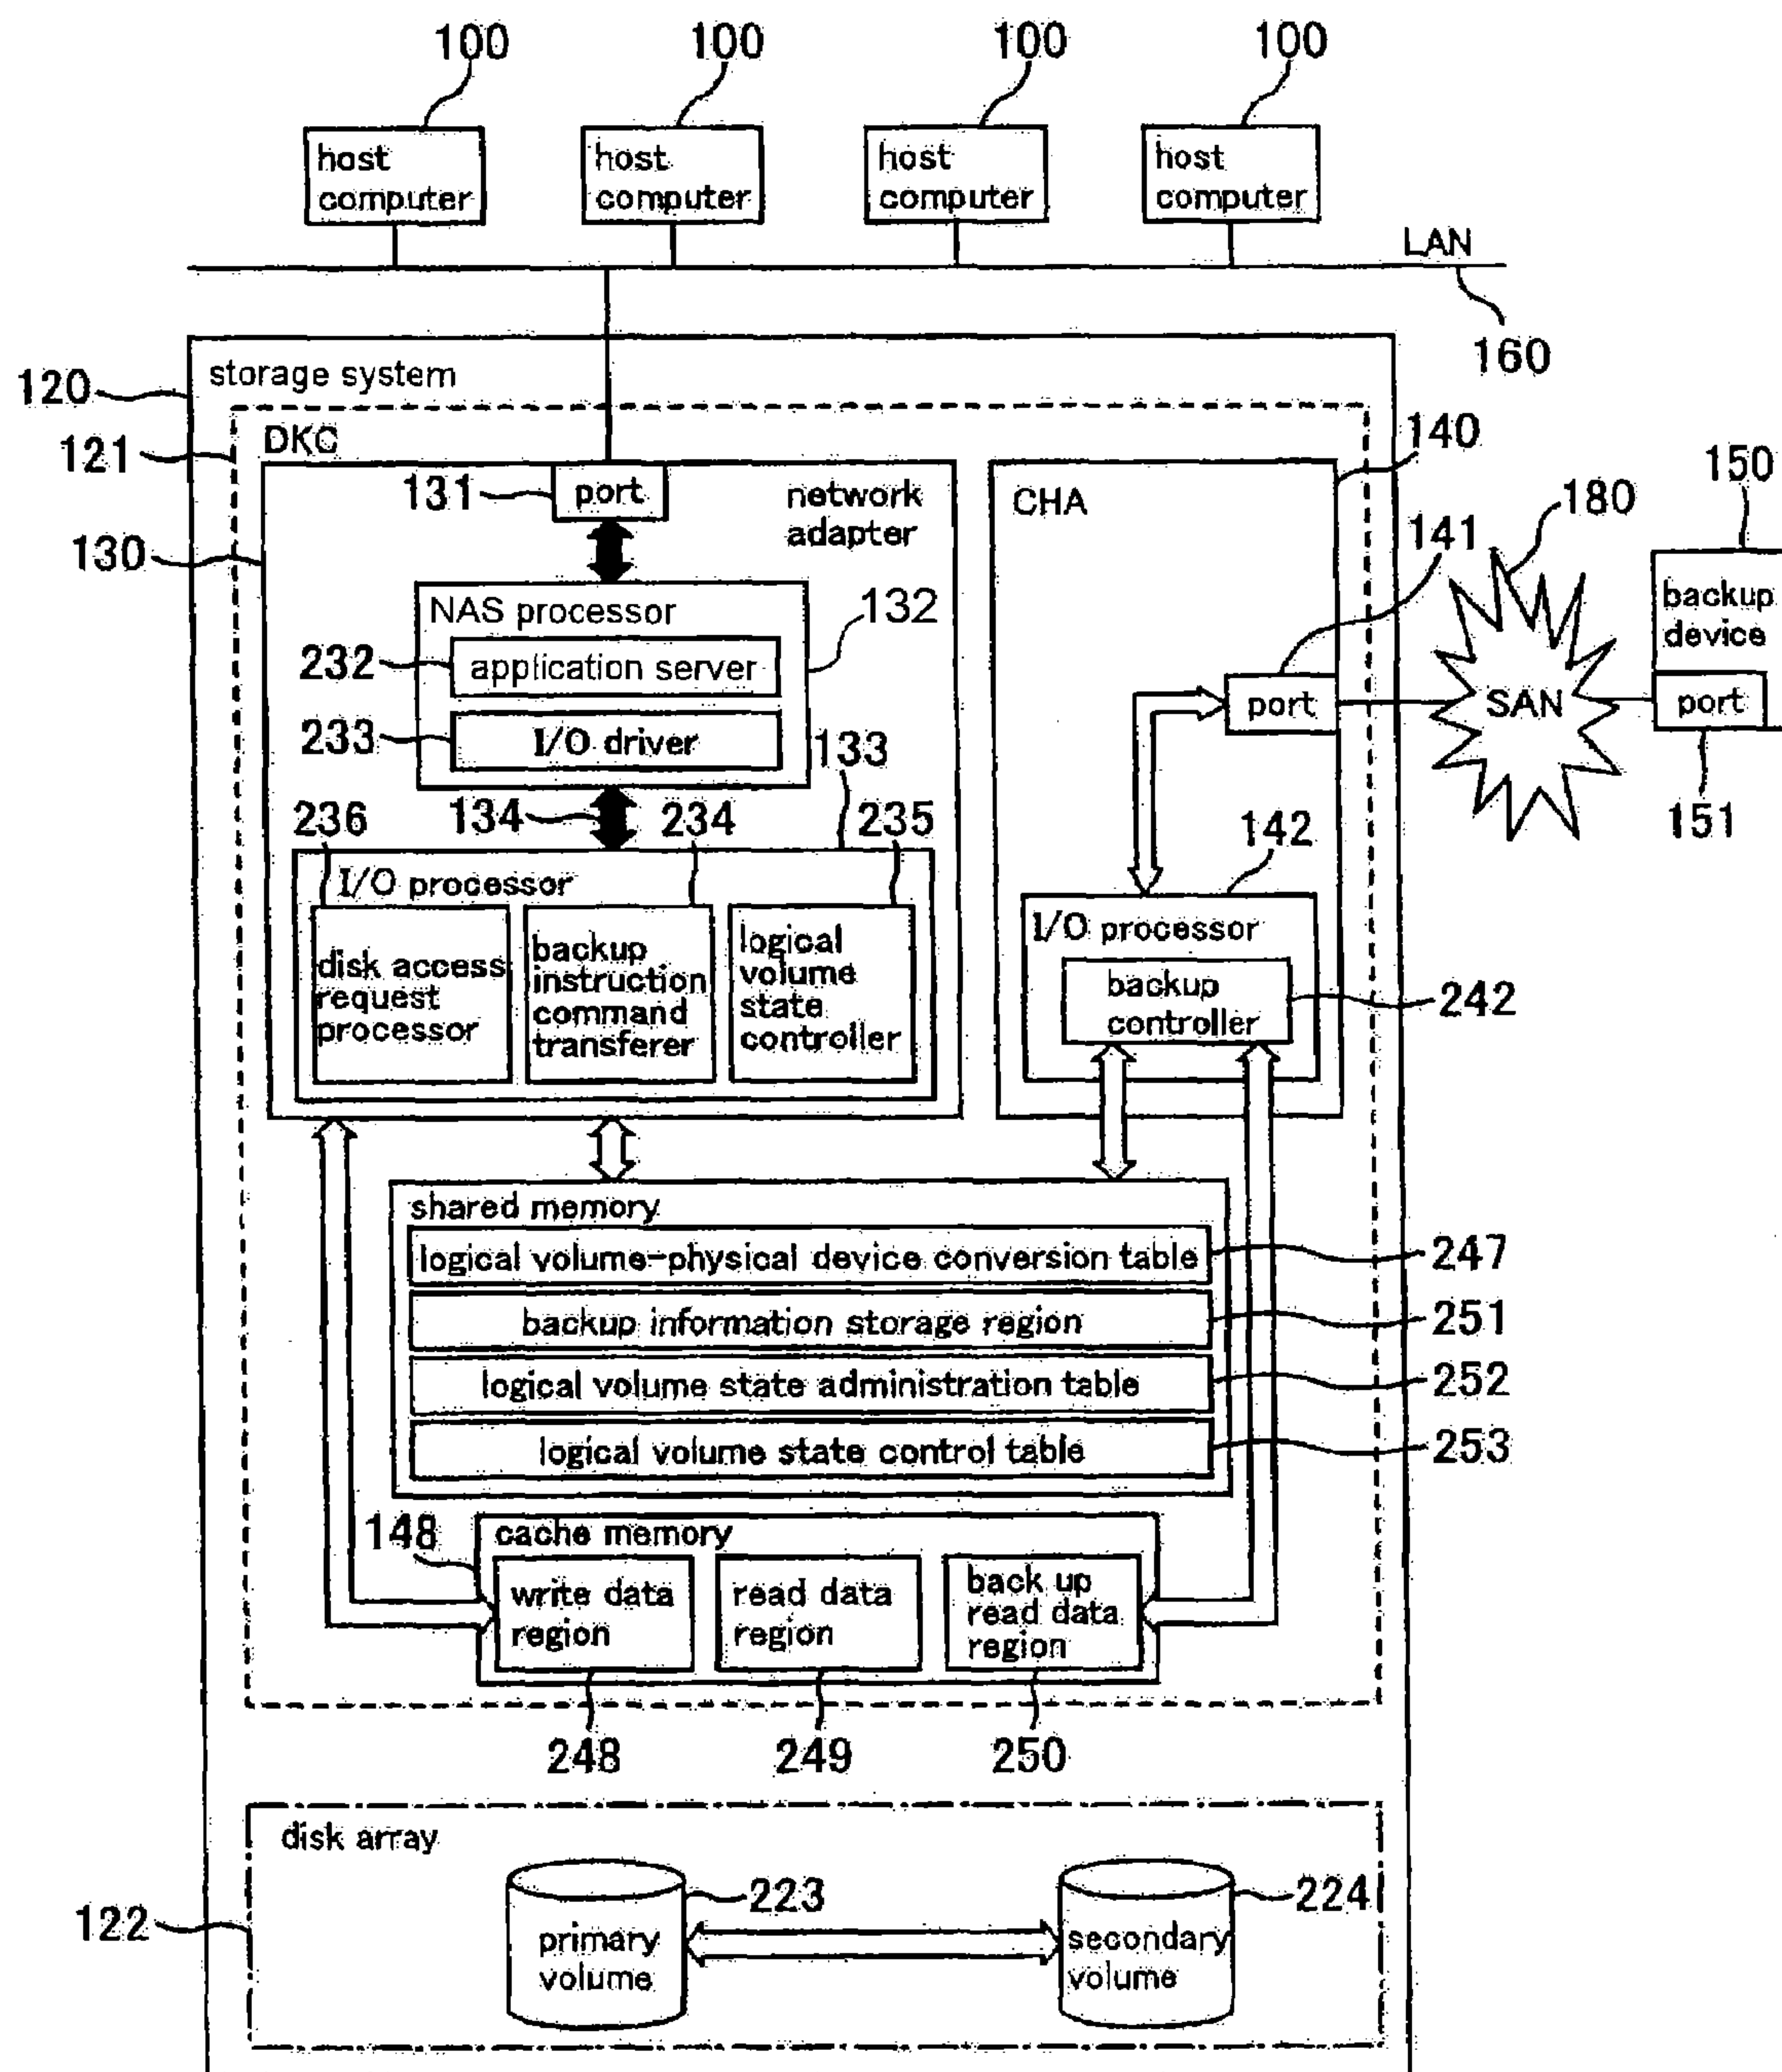 100 100 100 100
host computer
host computer
host computer
host computer
LAN
160
120
storage system
121
DKC
140
150
131
port
network adapter
CHA
180
141
130
NAS processor
132
backup device
232
application server
port
SAN
port
233
I/O driver
133
151
236
134
234
235
142
I/O processor
I/O processor
disk access request processor
backup instruction command transferer
logical volume state controller
backup controller
242
shared memory
logical volume-physical device conversion table
247
backup information storage region
251
logical volume state administration table
252
logical volume state control table
253
148
cache memory
write data region
read data region
back up read data region
248
249
250
disk array
122
223
224
primary volume
secondary volume